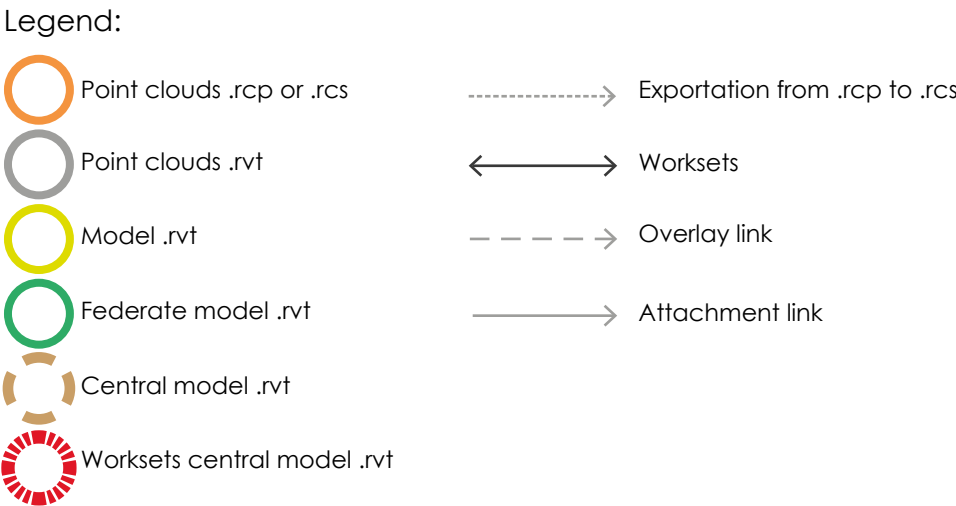 Legend:
Point clouds .rcp or .rcs
Exportation from .rcp to .rcs
Point clouds .rvt
Worksets
Model .rvt
Overlay link
Federate model .rvt
Attachment link
Central model .rvt
Worksets central model .rvt